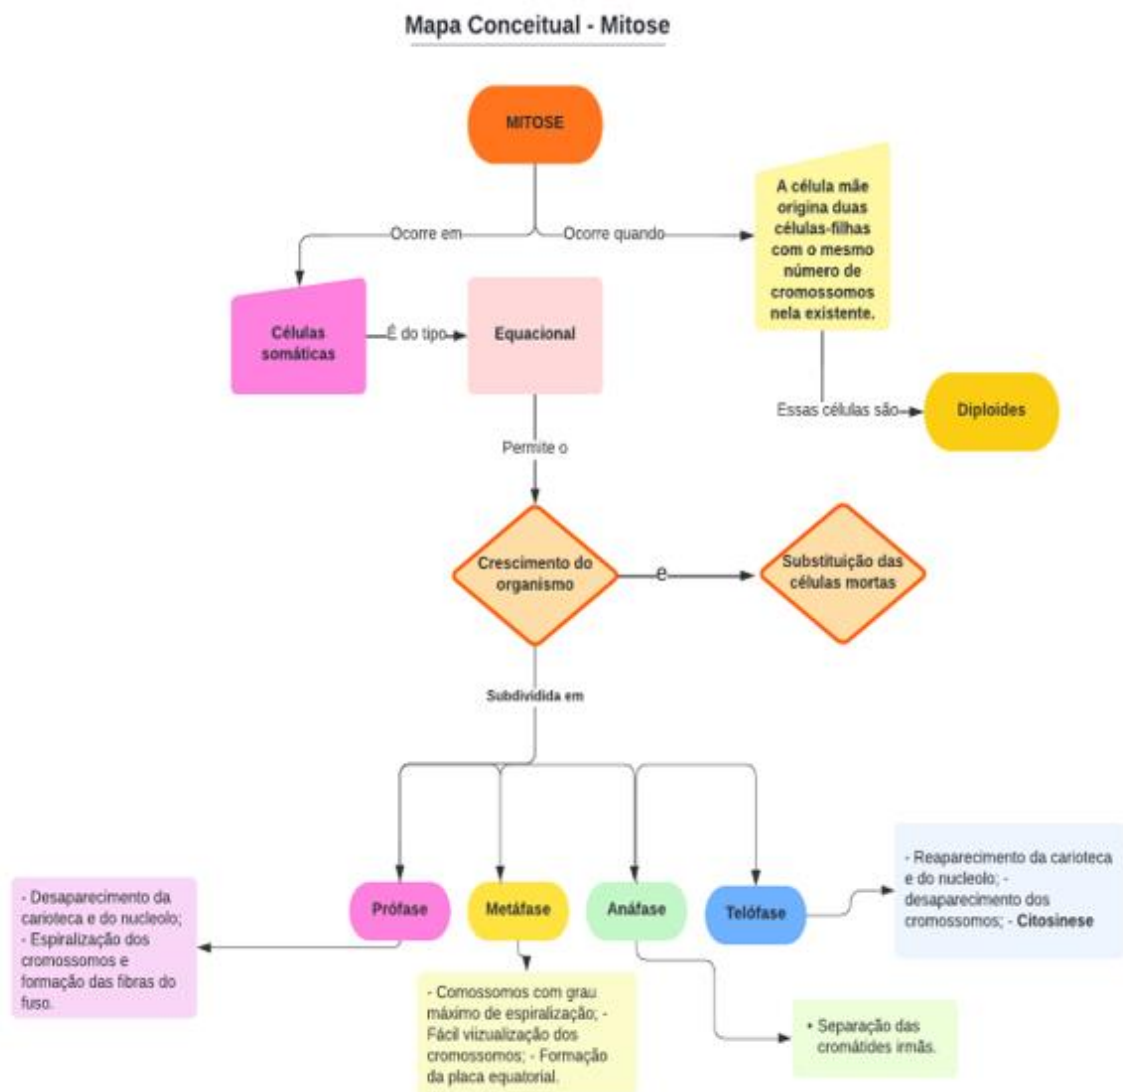 Mapa Conceitual - Mitose
MITOSE
Ocorre em
Ocorre quando
A célula mãe
origina duas
células-filhas
com o mesmo
número de
cromossomos
nela existente.
Células
somáticas
É do tipo
Equacional
Essas células são
Diploides
Permite o
Crescimento do
organismo
e
Substituição das
células mortas
Subdividida em
Prófase
Metáfase
Anáfase
Telófase
- Desaparecimento da
carioteca e do nucleolo;
- Espiralização dos
cromossomos e
formação das fibras do
fuso.
- Comossomos com grau
máximo de espiralização; -
Fácil viizualização dos
cromossomos; - Formação
da placa equatorial.
• Separação das
cromátides irmãs.
- Reaparecimento da carioteca
e do nucleolo; -
desaparecimento dos
cromossomos; - Citosinese